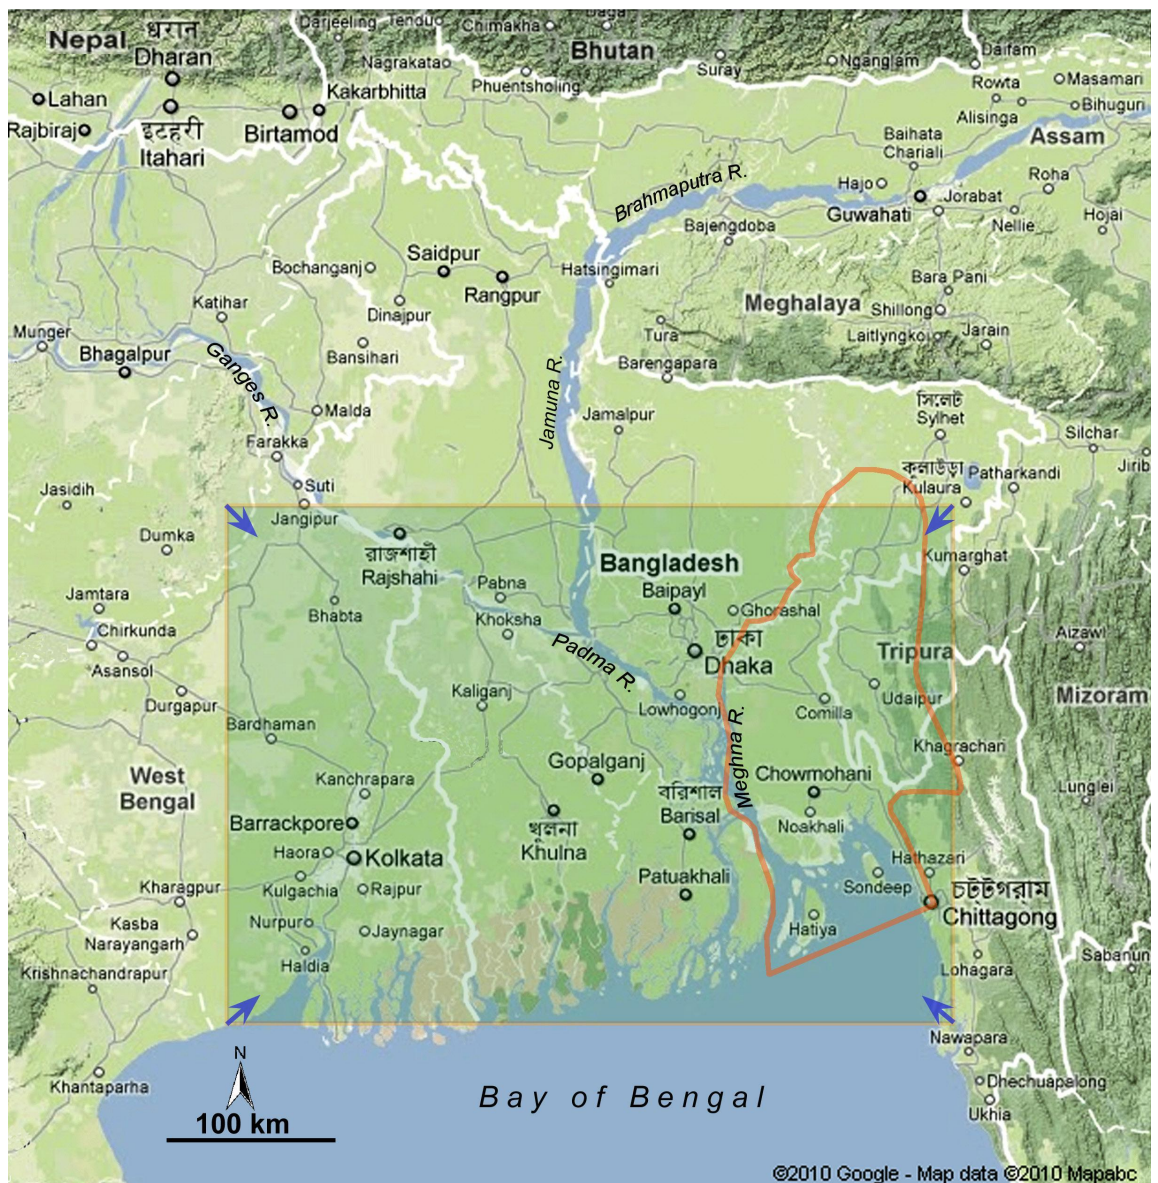 Darjeeling
Tendu
Chimakha
Daga
Bhutan
Nepal
धरान
Dharan
Nagrakata
Phuentsholing
Suray
Nganglam
Daifam
Rowta
Masamari
Lahan
Kakarbhitta
Alisinga
Bihuguri
Rajbiraj
इटहरी
Itahari
Birtamod
Baihata
Chariali
Assam
Brahmaputra R.
Hajo
Roha
Jorabat
Guwahati
Bajengdoba
Nellie
Hojai
Saidpur
Bochanganj
Rangpur
Hatsingimari
Bara Pani
Katihar
Dinajpur
Meghalaya
Shillong
Munger
Tura
Laitlyngkoi
Jarain
Bhagalpur
Ganges R.
Bansihari
Jamuna R.
Barengapara
Malda
Jamalpur
সিলেট
Sylhet
Farakka
Silchar
Jirib
কুলাউড়া
Kulaura
Patharkandi
Jasidih
Suti
Jangipur
Dumka
রাজশাহী
Rajshahi
Bangladesh
Kumarghat
Jamtara
Bhabta
Pabna
Baipayl
Ghorashal
Khoksha
Chirkunda
Padma R.
ঢাকা
Dhaka
Tripura
Aizawl
Asansol
Durgapur
Kaliganj
Lowhogonj
Udaipur
Mizoram
Bardhaman
Meghna R.
Comilla
Khagrachari
West
Bengal
Kanchrapara
Gopalganj
Chowmohani
Lunglei
বরিশাল
Barisal
Barrackpore
খুলনা
Khulna
Noakhali
Haora
Kolkata
Hathazari
Kharagpur
Kulgachia
Rajpur
Patuakhali
Sondeep
চট্টগ্রাম
Chittagong
Kasba
Narayangarh
Nurpur
Jaynagar
Hatiya
Krishnachandrapur
Haldia
Lohagara
Sabanun
Nawapara
Khantaparha
N
100 km
Bay of Bengal
Dhechuapalong
Ukhia
©2010 Google - Map data ©2010 Mapabc